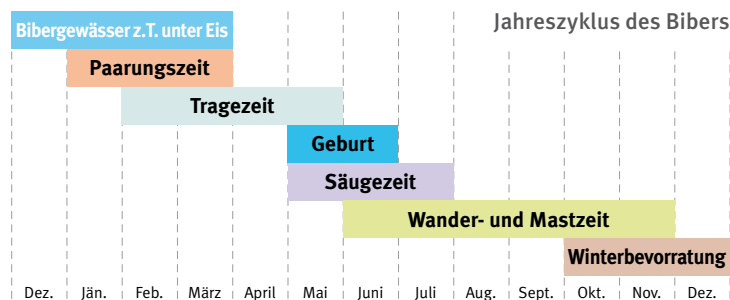 Jahreszyklus des Bibers
Bibergewässer z.T. unter Eis
Paarungszeit
Tragezeit
Geburt
Säugezeit
Wander- und Mastzeit
Winterbevorratung
Dez. Jän. Feb. März April Mai Juni Juli Aug. Sept. Okt. Nov. Dez.